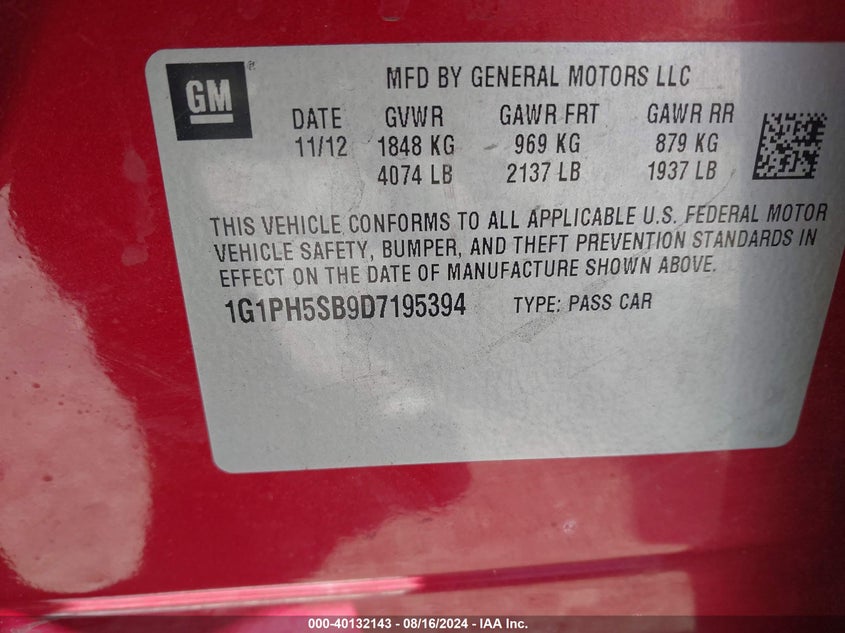 GM
MFD BY GENERAL MOTORS LLC
DATE GVWR GAWR FRT GAWR RR
11/12 1848 KG 969 KG 879 KG
4074 LB 2137 LB 1937 LB
THIS VEHICLE CONFORMS TO ALL APPLICABLE U.S. FEDERAL MOTOR
VEHICLE SAFETY, BUMPER, AND THEFT PREVENTION STANDARDS IN
EFFECT ON THE DATE OF MANUFACTURE SHOWN ABOVE.
1G1PH5SB9D7195394 TYPE: PASS CAR
000-40132143 - 08/16/2024 - IAA Inc.